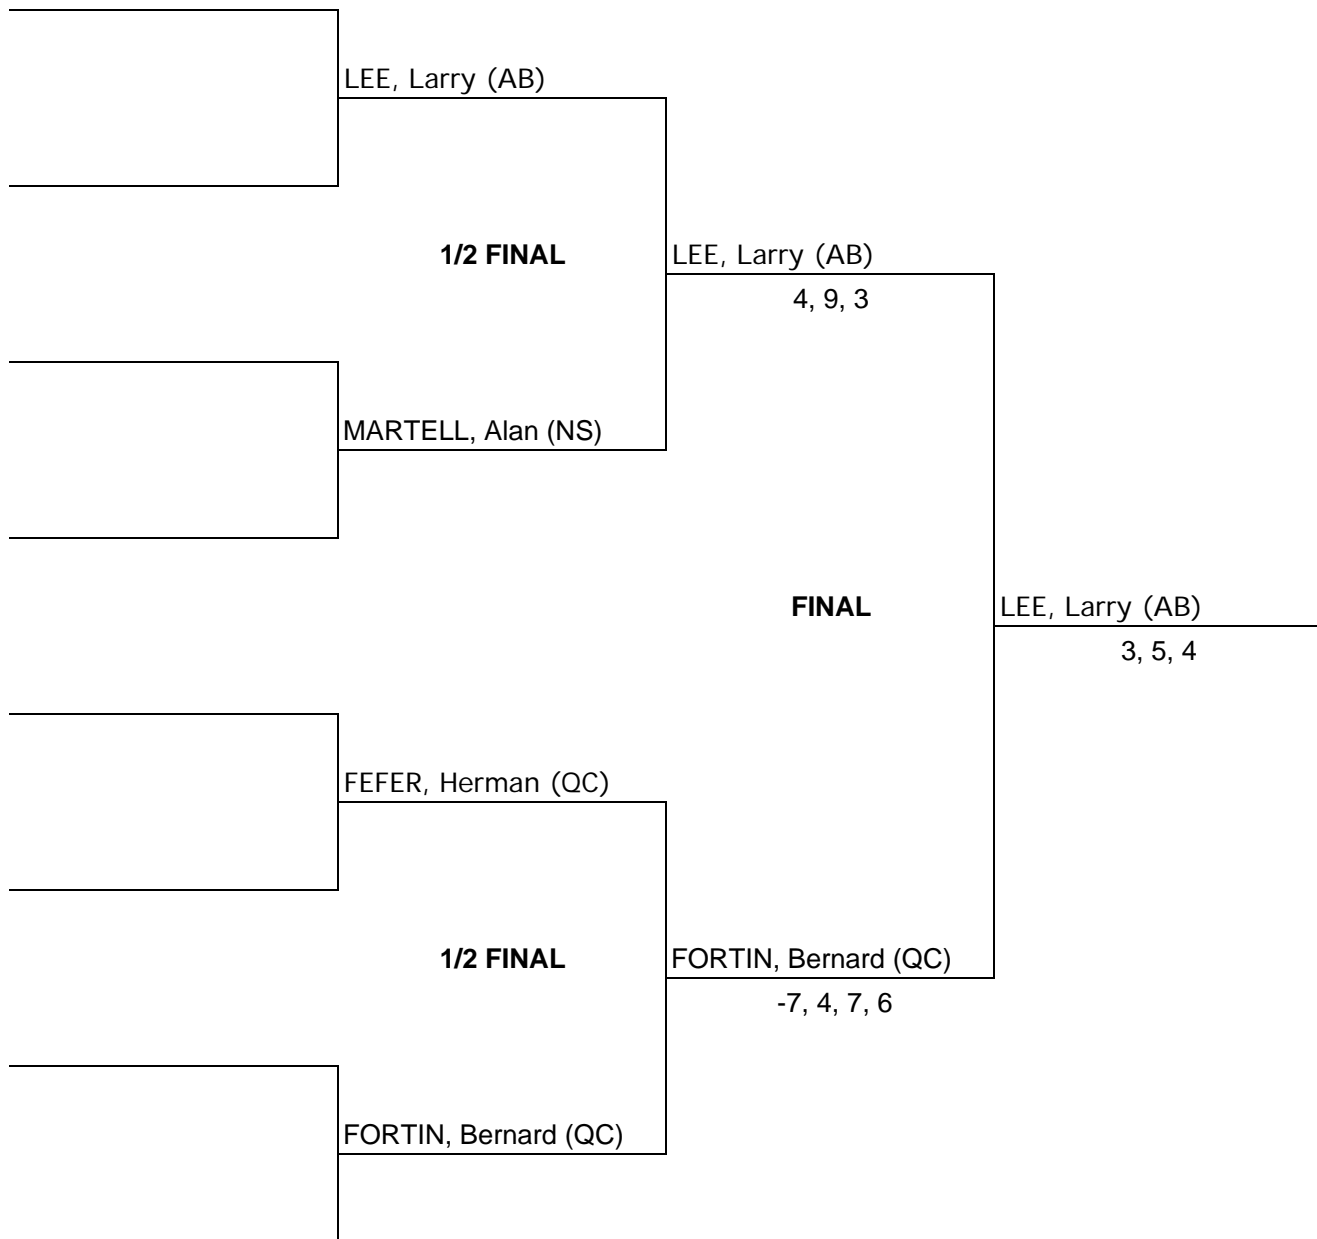 LEE, Larry (AB)
1/2 FINAL
LEE, Larry (AB)
4, 9, 3
MARTELL, Alan (NS)
FINAL
LEE, Larry (AB)
3, 5, 4
FEFER, Herman (QC)
1/2 FINAL
FORTIN, Bernard (QC)
-7, 4, 7, 6
FORTIN, Bernard (QC)